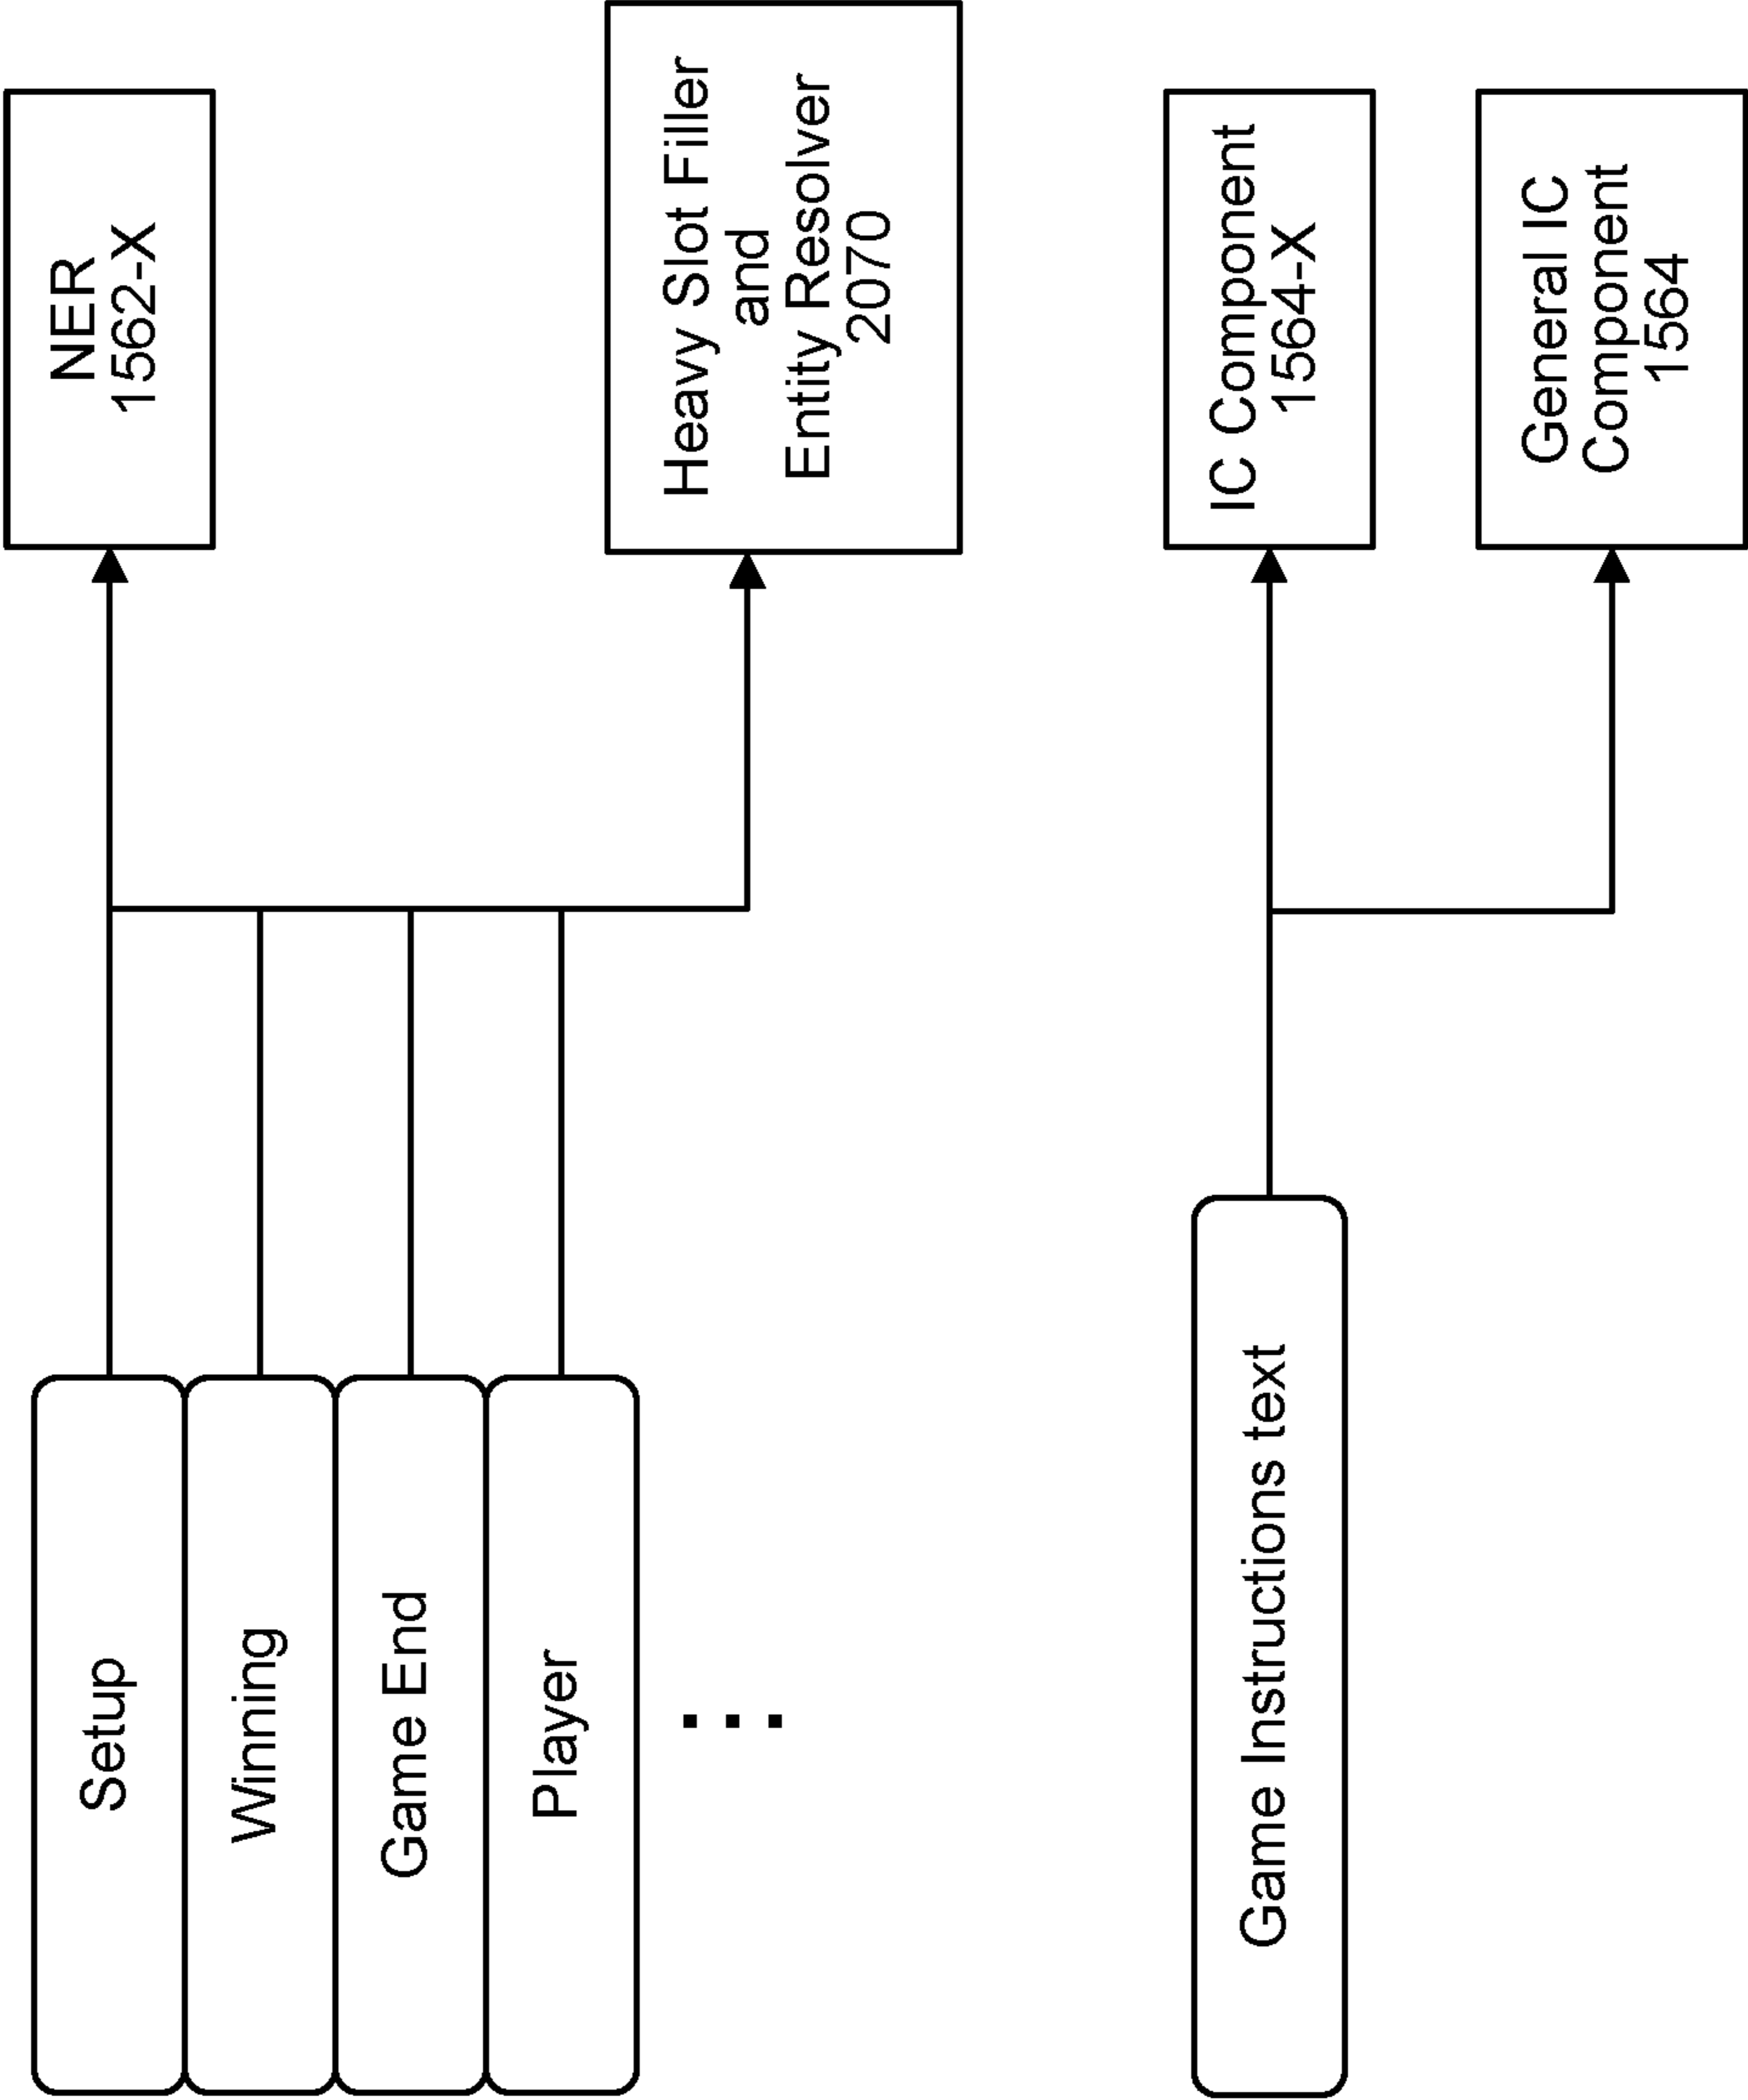 Setup
Winning
Game End
Player
NER
1562-x
Heavy Slot Filler
and
Entity Resolver
2070
Game Instructions text
IC Component
1564-x
General IC
Component
1564